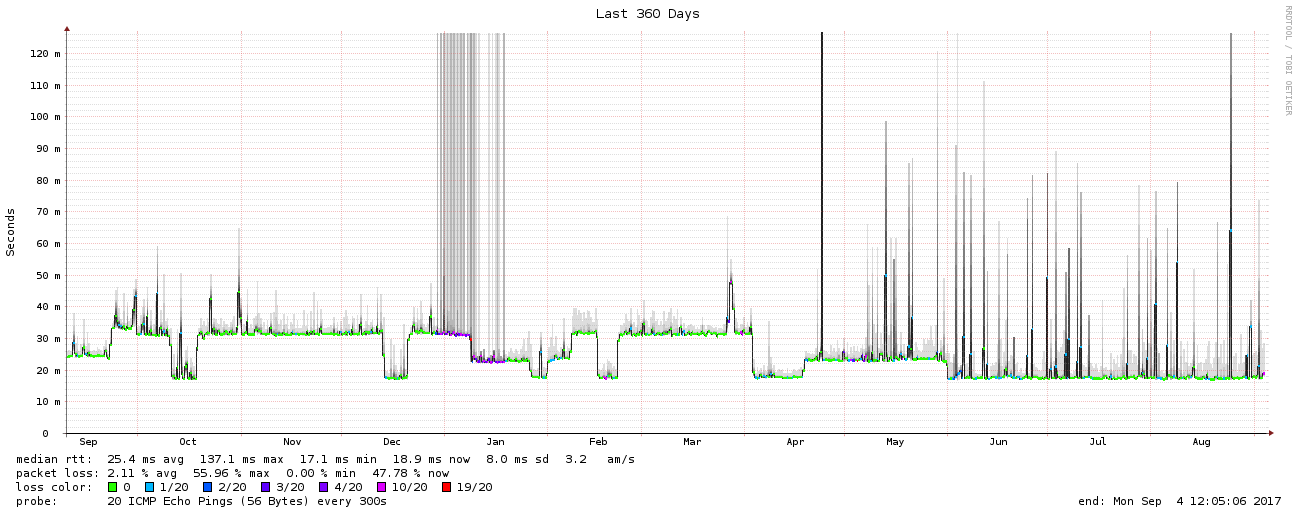 Last 360 Days
RRDTOOL / TOBI OETIKER
Seconds
120 m
110 m
100 m
90 m
80 m
70 m
60 m
50 m
40 m
30 m
20 m
10 m
0
Sep Oct Nov Dec Jan Feb Mar Apr May Jun Jul Aug
median rtt: 25.4 ms avg 137.1 ms max 17.1 ms min 18.9 ms now 8.0 ms sd 3.2 am/s
packet loss: 2.11 % avg 55.96 % max 0.00 % min 47.78 % now
loss color: 0 1/20 2/20 3/20 4/20 10/20 19/20
probe: 20 ICMP Echo Pings (56 Bytes) every 300s end: Mon Sep 4 12:05:06 2017